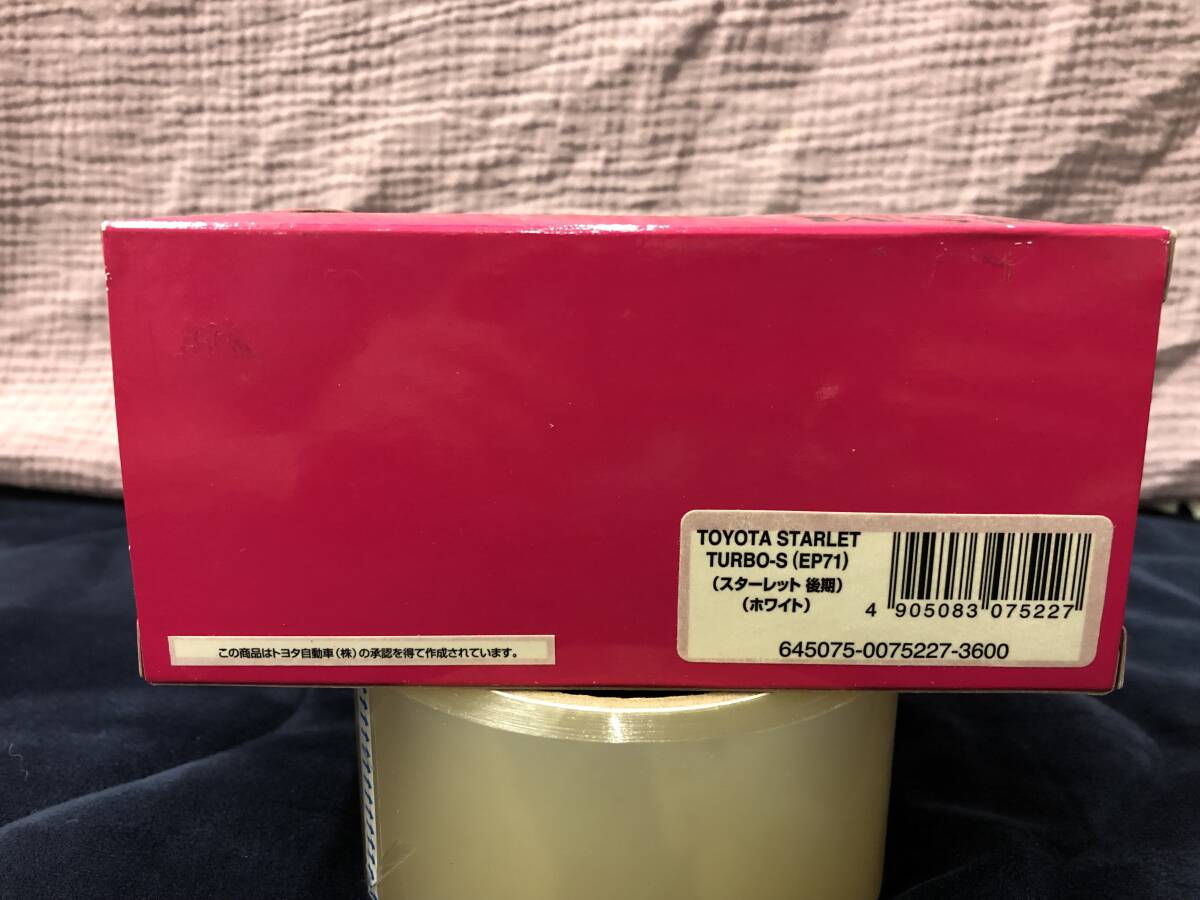 TOYOTA STARLET
TURBO-S (EP71)
(スターレット 後期)
(ホワイト)
4 905083 075227
645075-0075227-3600
この商品はトヨタ自動車(株)の承認を得て作成されています。